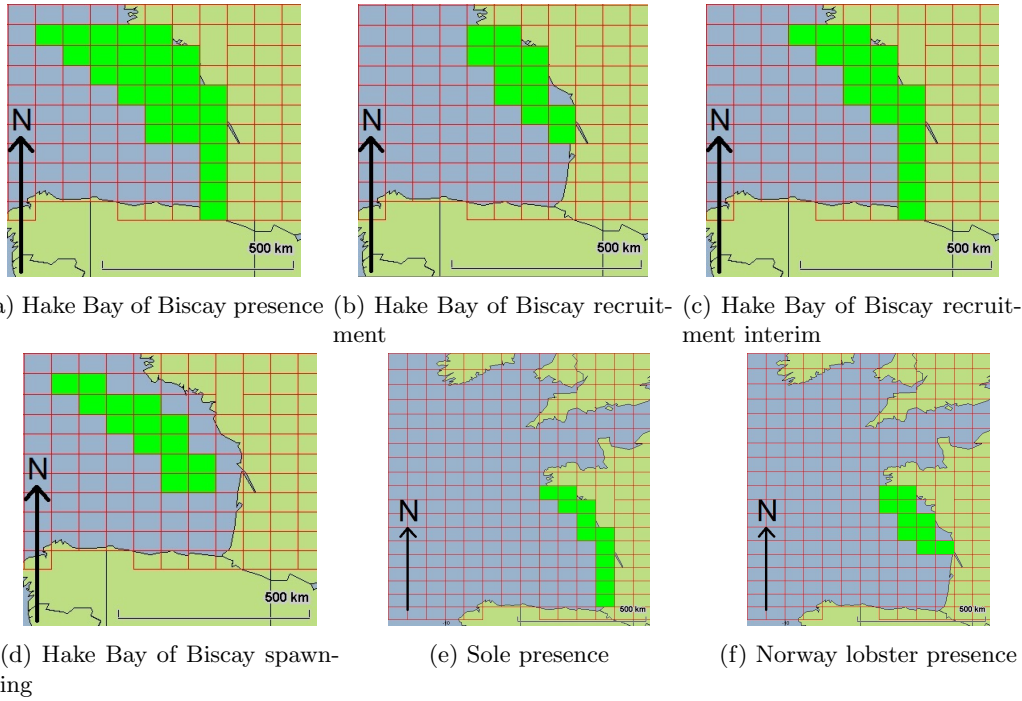 N
500 km
N
500 km
N
500 km
) Hake Bay of Biscay presence
(b) Hake Bay of Biscay recruit-
ment
(c) Hake Bay of Biscay recruit-
ment interim
N
500 km
N
500 km
N
500 km
(d) Hake Bay of Biscay spawn-
ing
(e) Sole presence
(f) Norway lobster presence